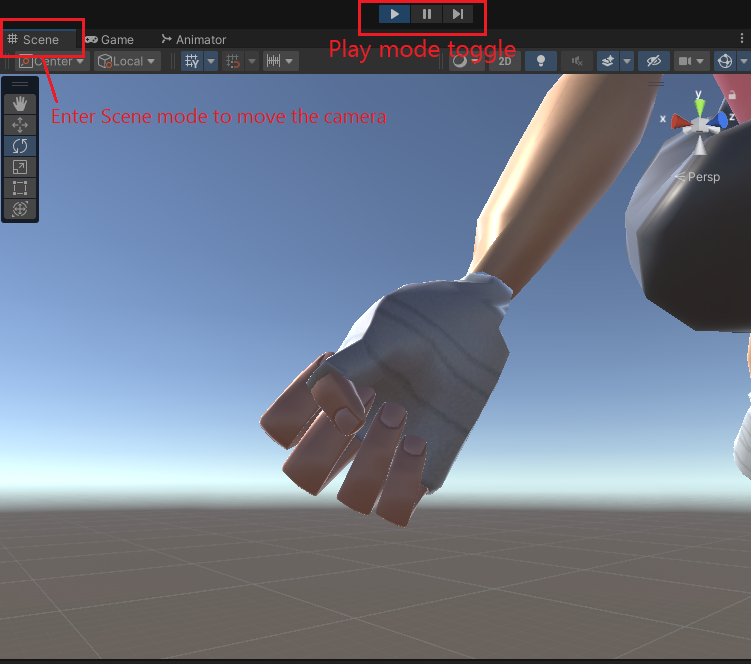 Scene
Game
Animator
Play mode toggle
Center
Local
2D
Enter Scene mode to move the camera
y
x
z
Persp